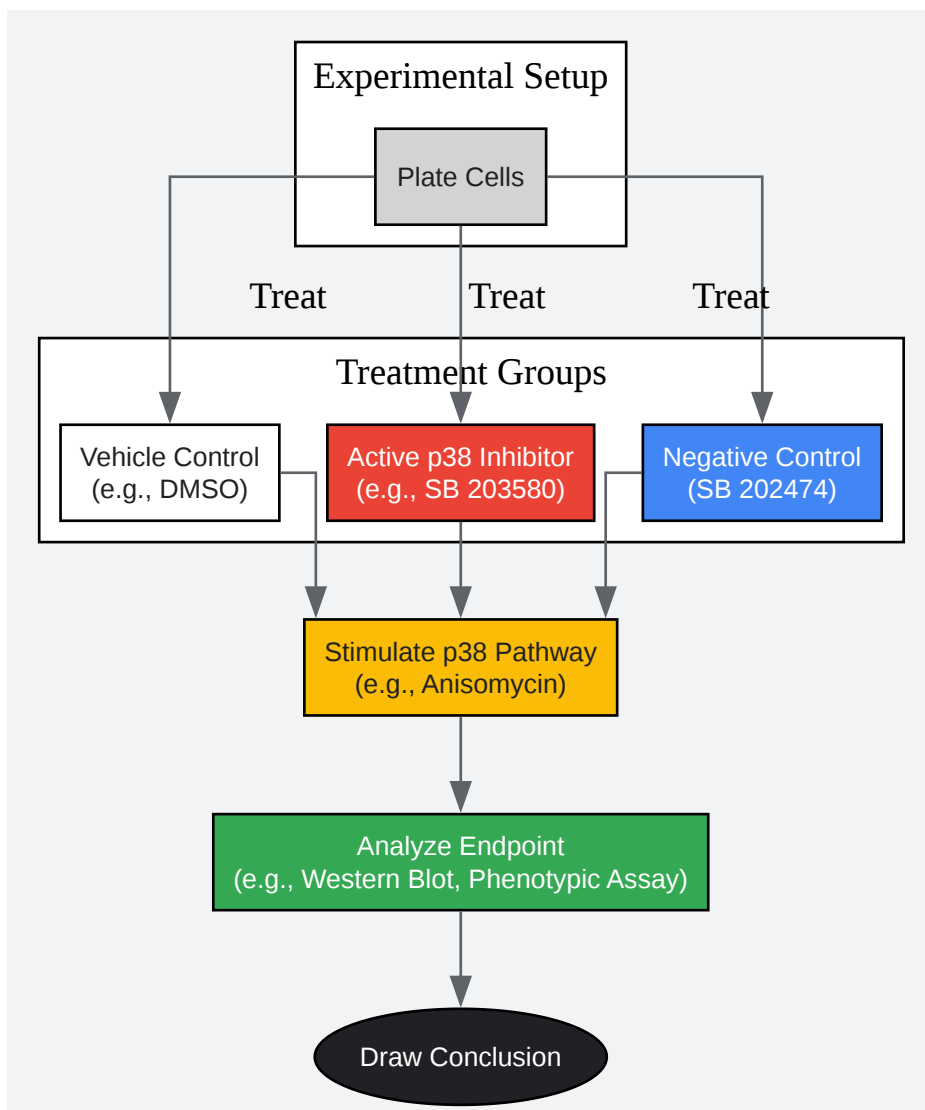 Experimental Setup
Plate Cells
Treat
Treat
Treat
Treatment Groups
Vehicle Control
(e.g., DMSO)
Active p38 Inhibitor
(e.g., SB 203580)
Negative Control
(SB 202474)
Stimulate p38 Pathway
(e.g., Anisomycin)
Analyze Endpoint
(e.g., Western Blot, Phenotypic Assay)
Draw Conclusion